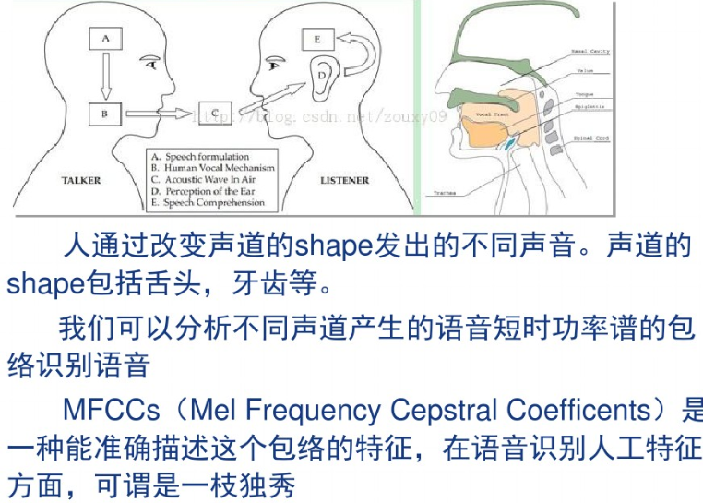 A
B
C
D
E
http://blog.csdn.net/zouxy09
A. Speech formulation
B. Human Vocal Mechanism
C. Acoustic Wave in Air
D. Perception of the Ear
E. Speech Comprehension
TALKER
LISTENER
Nasal Cavity
Velum
Tongue
Epiglottis
Vocal Folds
Spinal Cord
Trachea
人通过改变声道的shape发出的不同声音。声道的
shape包括舌头，牙齿等。
我们可以分析不同声道产生的语音短时功率谱的包
络识别语音
MFCCs（Mel Frequency Cepstral Coefficents）是
一种能准确描述这个包络的特征，在语音识别人工特征
方面，可谓是一枝独秀